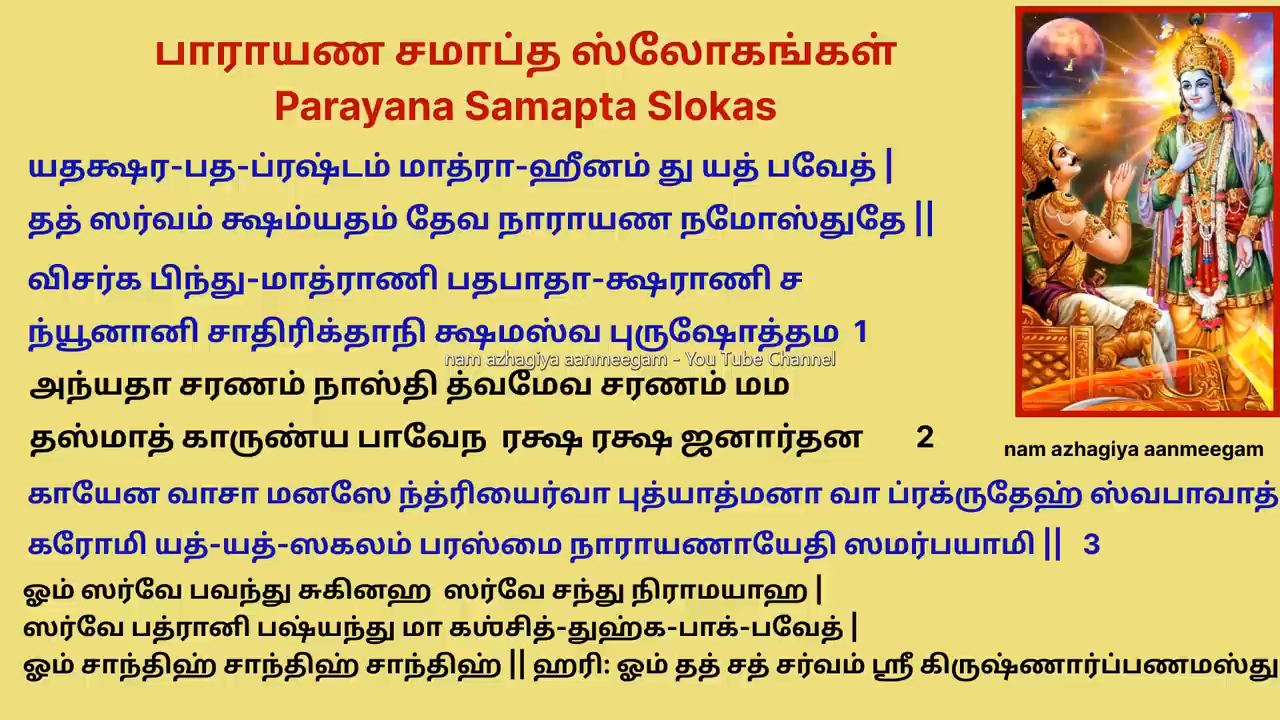 பாராயண சமாப்த ஸ்லோகங்கள்
Parayana Samapta Slokas
யதக்ஷர-பத-ப்ரஷ்டம் மாத்ரா-ஹீனம் து யத் பவேத் |
தத் ஸர்வம் க்ஷம்யதம் தேவ நாராயண நமோஸ்துதே ||
விசர்க பிந்து-மாத்ராணி பதபாதா-க்ஷராணி ச
ந்யூனானி சாதிரிக்தாநி க்ஷமஸ்வ புருஷோத்தம 1
nam azhagiya aanmeegam - You Tube Channel
அந்யதா சரணம் நாஸ்தி த்வமேவ சரணம் மம
தஸ்மாத் காருண்ய பாவேந ரக்ஷ ரக்ஷ ஜனார்தன 2
nam azhagiya aanmeegam
காயேன வாசா மனஸே ந்த்ரியைர்வா புத்யாத்மனா வா ப்ரக்ருதேஹ் ஸ்வபாவாத்
கரோமி யத்-யத்-ஸகலம் பரஸ்மை நாராயணாயேதி ஸமர்பயாமி || 3
ஓம் ஸர்வே பவந்து சுகினஹ ஸர்வே சந்து நிராமயாஹ |
ஸர்வே பத்ரானி பஷ்யந்து மா கஶ்சித்-துஹ்க-பாக்-பவேத் |
ஓம் சாந்திஹ் சாந்திஹ் சாந்திஹ் || ஹரி: ஓம் தத் சத் சர்வம் ஸ்ரீ கிருஷ்ணார்ப்பணமஸ்து